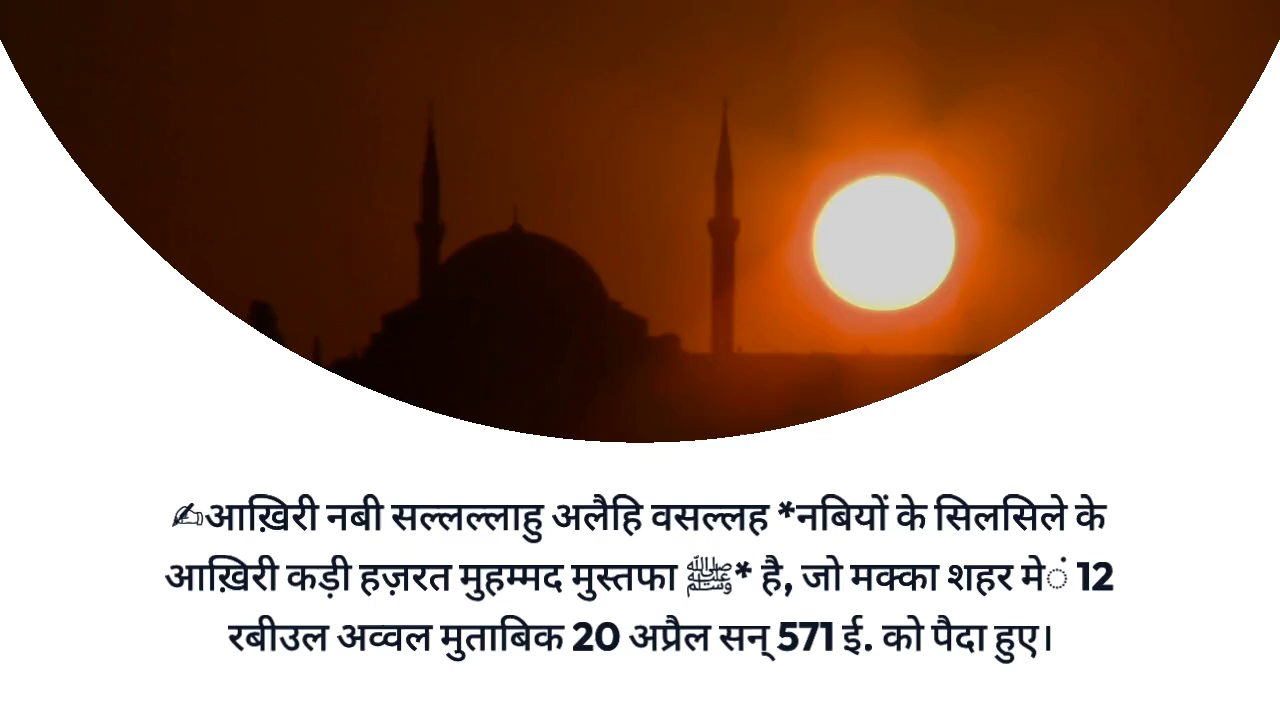 ✍️आख़िरी नबी सल्लल्लाहु अलैहि वसल्लह *नबियों के सिलसिले के
आख़िरी कड़ी हज़रत मुहम्मद मुस्तफा ﷺ* है, जो मक्का शहर मे◌ं 12
रबीउल अव्वल मुताबिक 20 अप्रैल सन् 571 ई. को पैदा हुए।